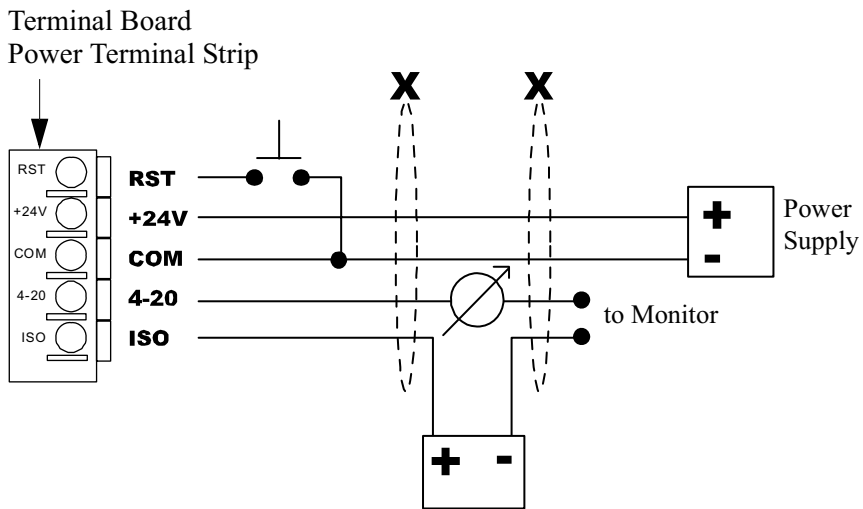 Terminal Board
Power Terminal Strip
X X
RST RST
+24V +24V
COM COM
4-20 4-20
ISO ISO
+
-
Power
Supply
to Monitor
+ -